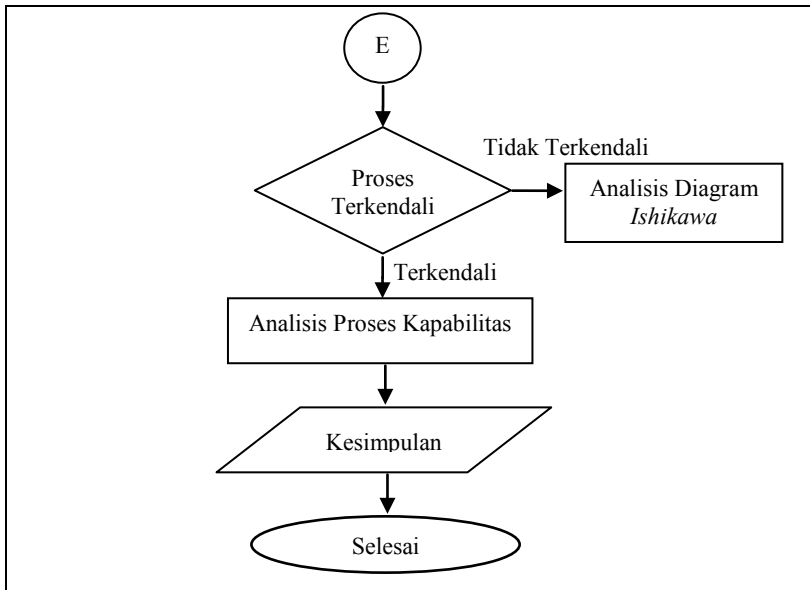 E
Tidak Terkendali
Proses
Terkendali
Analisis Diagram
Ishikawa
Terkendali
Analisis Proses Kapabilitas
Kesimpulan
Selesai